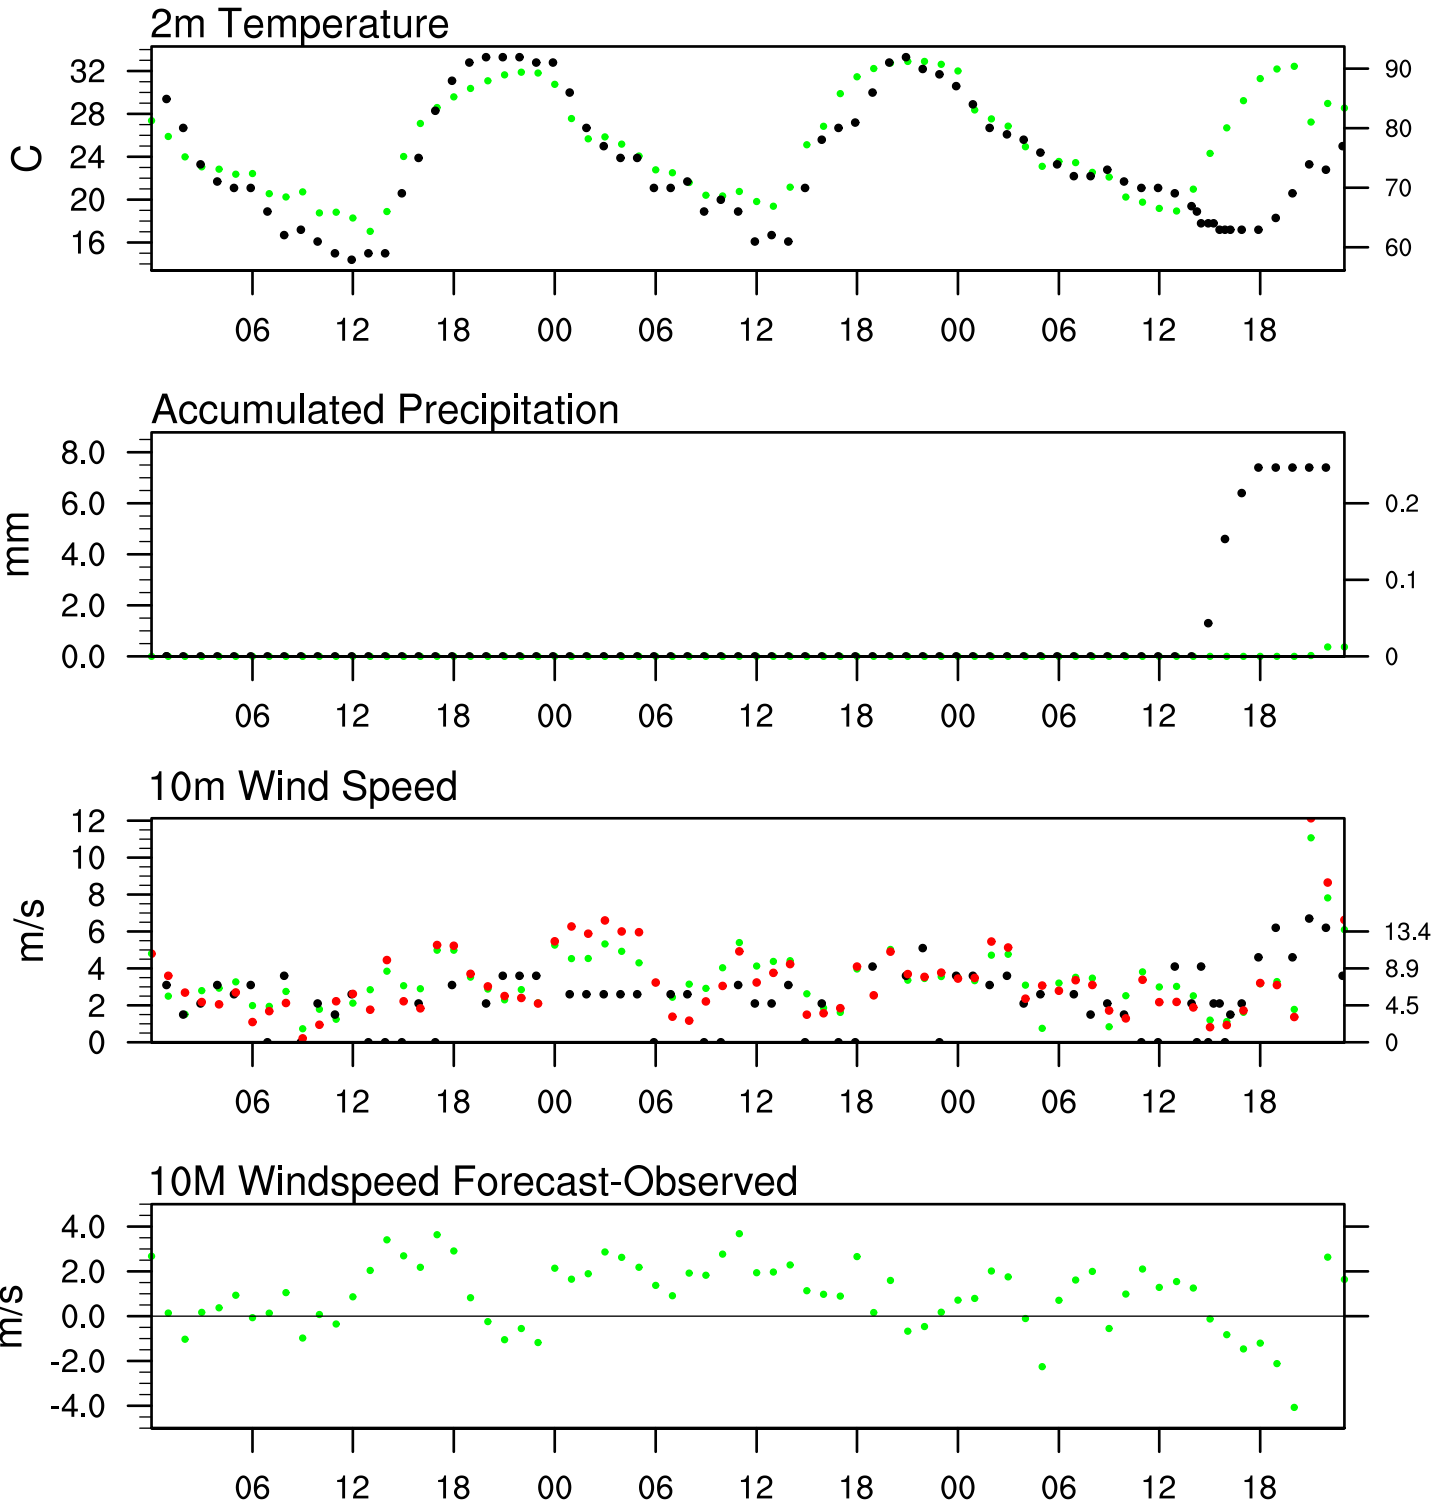 2m Temperature
C
32
28
24
20
16
90
80
70
60
06 12 18 00 06 12 18 00 06 12 18
Accumulated Precipitation
mm
8.0
6.0
4.0
2.0
0.0
0.2
0.1
0
06 12 18 00 06 12 18 00 06 12 18
10m Wind Speed
m/s
12
10
8
6
4
2
0
13.4
8.9
4.5
0
06 12 18 00 06 12 18 00 06 12 18
10M Windspeed Forecast-Observed
m/s
4.0
2.0
0.0
-2.0
-4.0
06 12 18 00 06 12 18 00 06 12 18